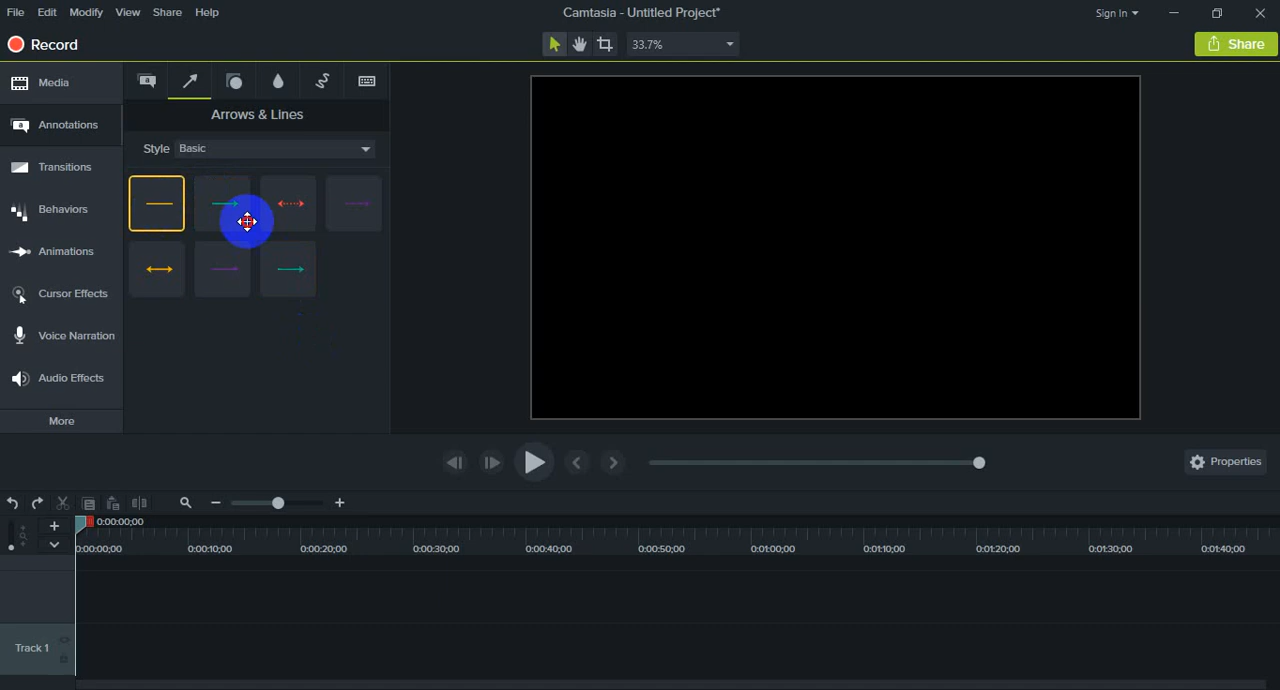 File Edit Modify View Share Help Camtasia - Untitled Project* Sign In
Record 33.7% Share
Media
Annotations
Transitions
Behaviors
Animations
Cursor Effects
Voice Narration
Audio Effects
More
a
a
Arrows & Lines
Style Basic
Properties
0:00:00;00
0:00:00;00 0:00:10;00 0:00:20;00 0:00:30;00 0:00:40;00 0:00:50;00 0:01:00;00 0:01:10;00 0:01:20;00 0:01:30;00 0:01:40;00
Track 1